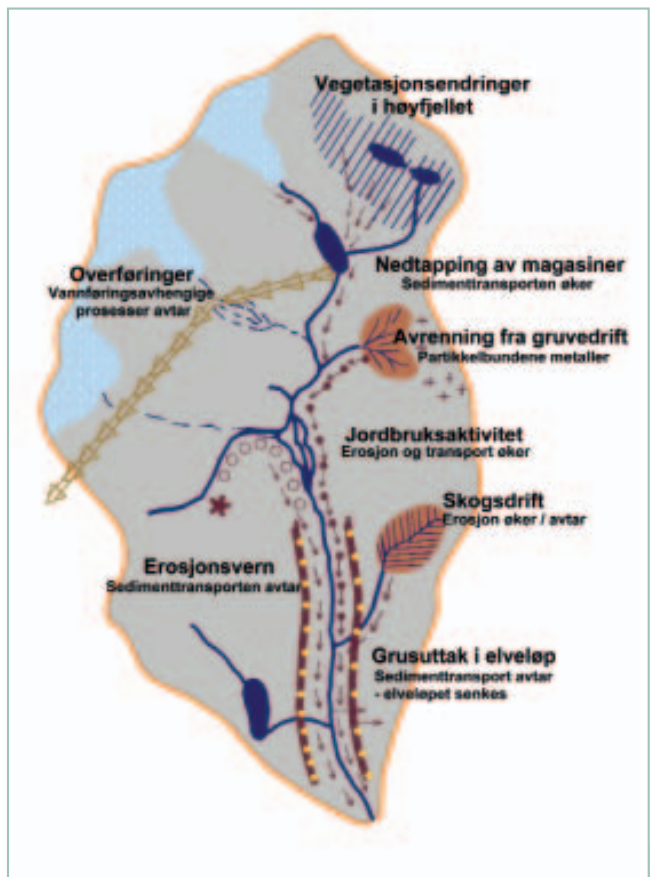 Vegetasjonsendringer
i høyfjellet
Overføringer
Vannføringsavhengige
prosesser avtar
Nedtapping av magasiner
Sedimenttransporten øker
Avrenning fra gruvedrift
Partikkelbundene metaller
Jordbruksaktivitet
Erosjon og transport øker
Skogsdrift
Erosjon øker / avtar
Erosjonsvern
Sedimenttransporten avtar
Grusuttak i elveløp
Sedimenttransport avtar
- elveløpet senkes